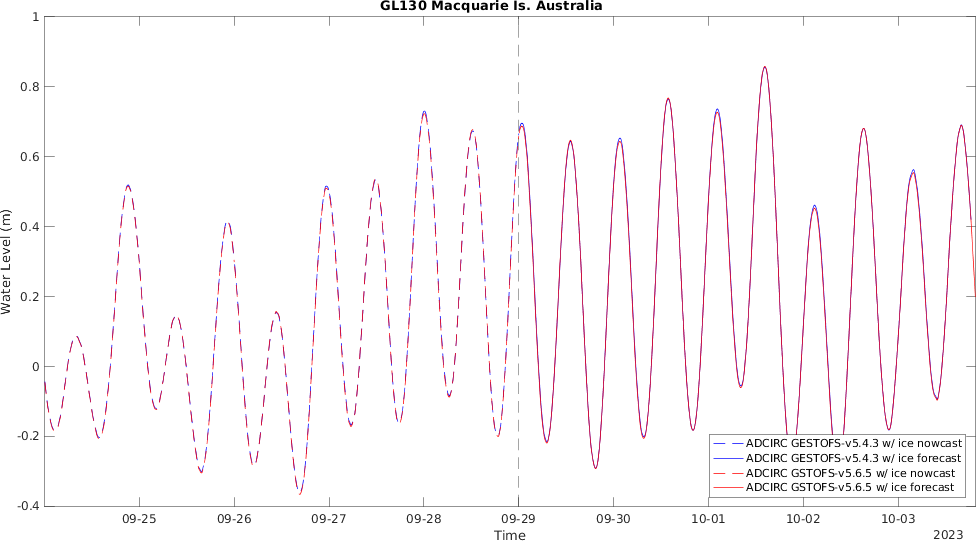 GL130 Macquarie Is. Australia
1
0.8
0.6
0.4
0.2
0
-0.2
-0.4
Water Level (m)
ADCIRC GESTOFS-v5.4.3 w/ ice nowcast
ADCIRC GESTOFS-v5.4.3 w/ ice forecast
ADCIRC GSTOFS-v5.6.5 w/ ice nowcast
ADCIRC GSTOFS-v5.6.5 w/ ice forecast
09-25 09-26 09-27 09-28 09-29 09-30 10-01 10-02 10-03
Time
2023